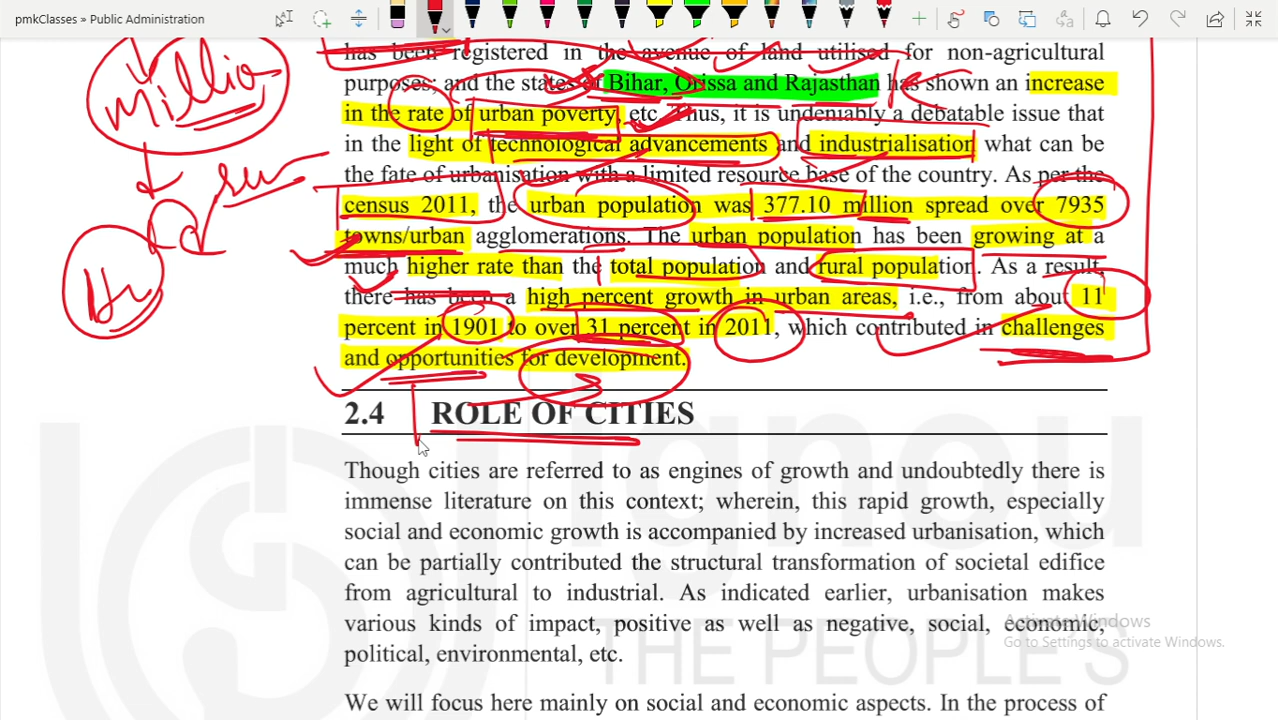 pmkClasses » Public Administration
has been registered in the avenue of land utilised for non-agricultural
purposes; and the states of Bihar, Orissa and Rajasthan has shown an increase
in the rate of urban poverty, etc. Thus, it is undeniably a debatable issue that
in the light of technological advancements and industrialisation what can be
the fate of urbanisation with a limited resource base of the country. As per the
census 2011, the urban population was 377.10 million spread over 7935
towns/urban agglomerations. The urban population has been growing at a
much higher rate than the total population and rural population. As a result,
there has been a high percent growth in urban areas, i.e., from about 11
percent in 1901 to over 31 percent in 2011, which contributed in challenges
and opportunities for development.
million
2.4 ROLE OF CITIES
Though cities are referred to as engines of growth and undoubtedly there is
immense literature on this context; wherein, this rapid growth, especially
social and economic growth is accompanied by increased urbanisation, which
can be partially contributed the structural transformation of societal edifice
from agricultural to industrial. As indicated earlier, urbanisation makes
various kinds of impact, positive as well as negative, social, economic,
political, environmental, etc.
We will focus here mainly on social and economic aspects. In the process of
ignou
THE PEOPLE'S
Activate Windows
Go to Settings to activate Windows.